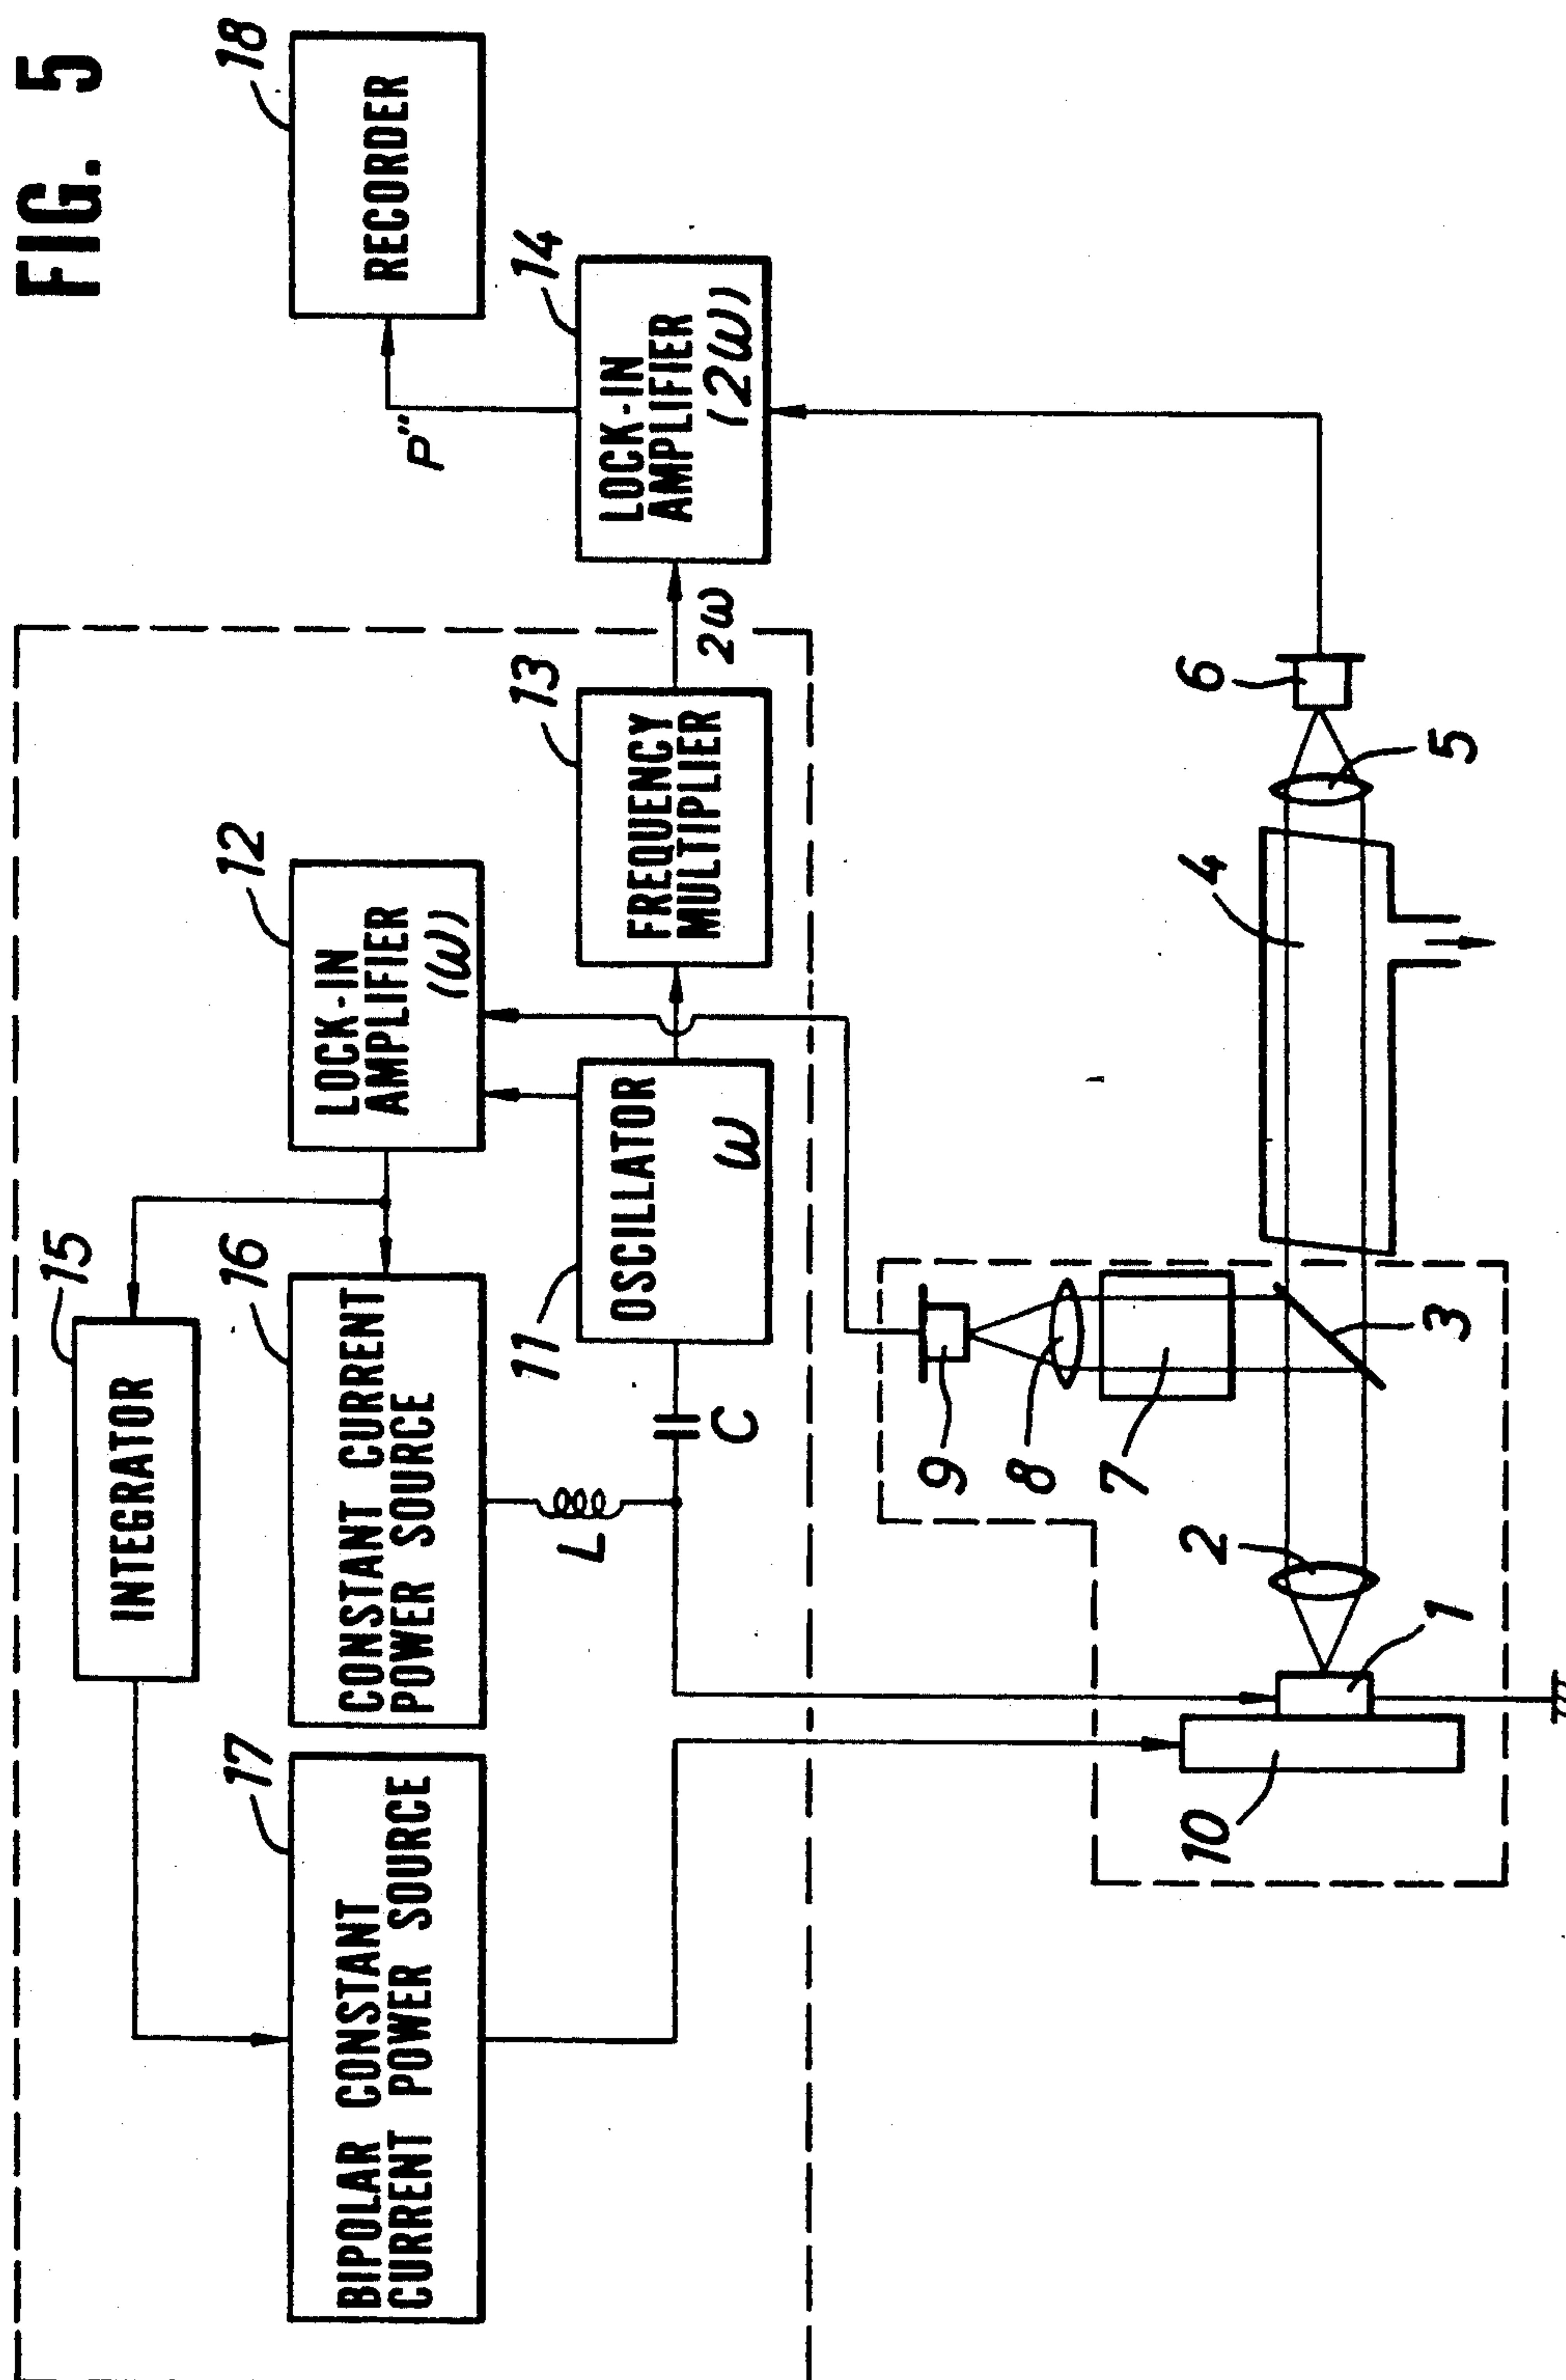 FIG. 5
15
INTEGRATOR
17
BIPOLAR CONSTANT
CURRENT POWER SOURCE
16
CONSTANT CURRENT
POWER SOURCE
12
LOCK-IN
AMPLIFIER
(ω)
18
RECORDER
P"
L
C
11
OSCILLATOR
ω
13
FREQUENCY
MULTIPLIER
2ω
14
LOCK-IN
AMPLIFIER
(2ω)
9
8
7
10
1
2
3
4
5
6